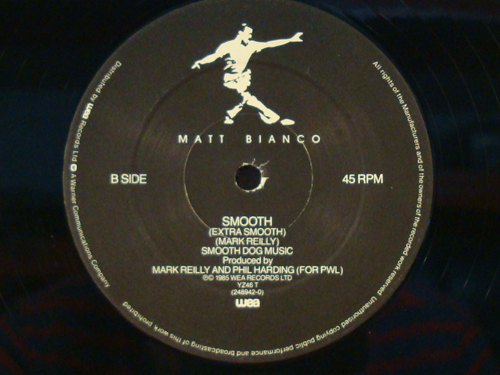 MATT BIANCO
B SIDE
45 RPM
SMOOTH
(EXTRA SMOOTH)
(MARK REILLY)
SMOOTH DOG MUSIC
Produced by
MARK REILLY AND PHIL HARDING (FOR PWL)
℗© 1985 WEA RECORDS LTD
YZ46 T
(248942-0)
wea
All rights of the Manufacturers and of the owners of the recorded work reserved. Unauthorised copying public performance and broadcasting of this work prohibited. Distributed by wea Records Ltd. A Warner Communications Company.